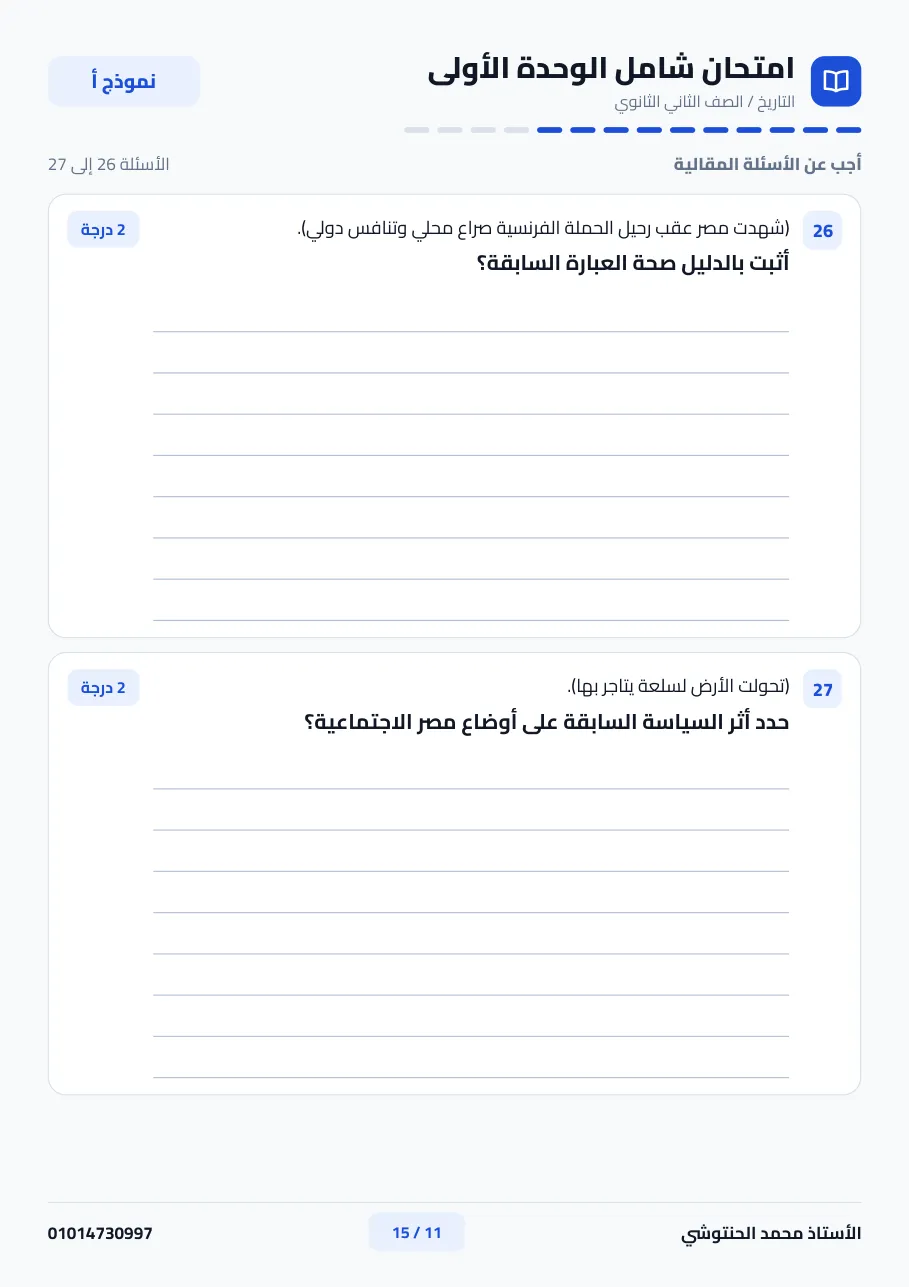 امتحان شامل الوحدة الأولى
نموذج أ
التاريخ / الصف الثاني الثانوي
أجب عن الأسئلة المقالية
الأسئلة 26 إلى 27
26
(شهدت مصر عقب رحيل الحملة الفرنسية صراع محلي وتنافس دولي).
2 درجة
أثبت بالدليل صحة العبارة السابقة؟
27
(تحولت الأرض لسلعة يتاجر بها).
2 درجة
حدد أثر السياسة السابقة على أوضاع مصر الاجتماعية؟
الأستاذ محمد الحنتوشي
11 / 15
01014730997